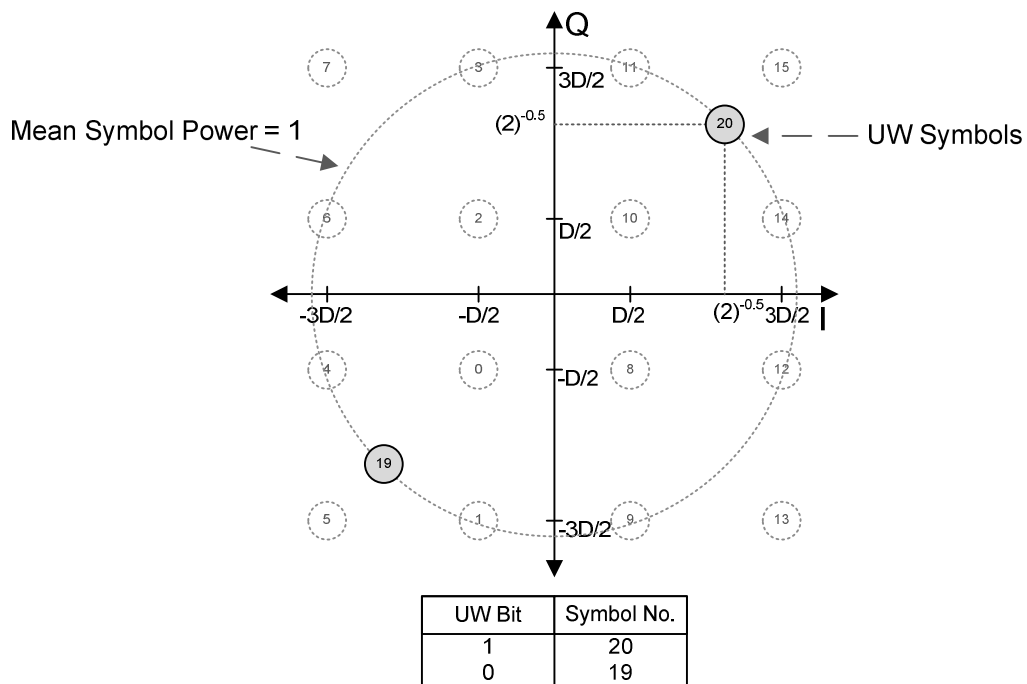 Q
7
3
11
15
3D/2
(2)^-0.5
20
Mean Symbol Power = 1
UW Symbols
6
2
10
14
D/2
-3D/2
-D/2
D/2
(2)^-0.5
3D/2
I
4
0
8
12
-D/2
19
5
1
9
13
-3D/2
UW Bit Symbol No.
1 20
0 19